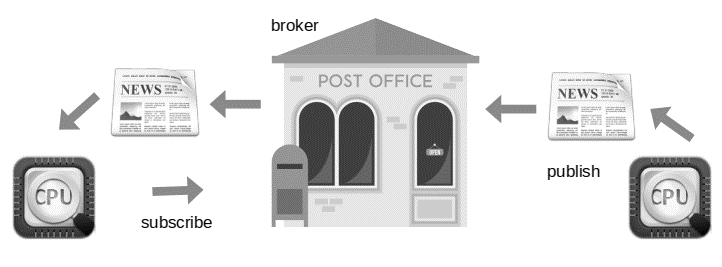 broker
POST OFFICE
NEWS
NEWS
OPEN
publish
CPU
CPU
subscribe